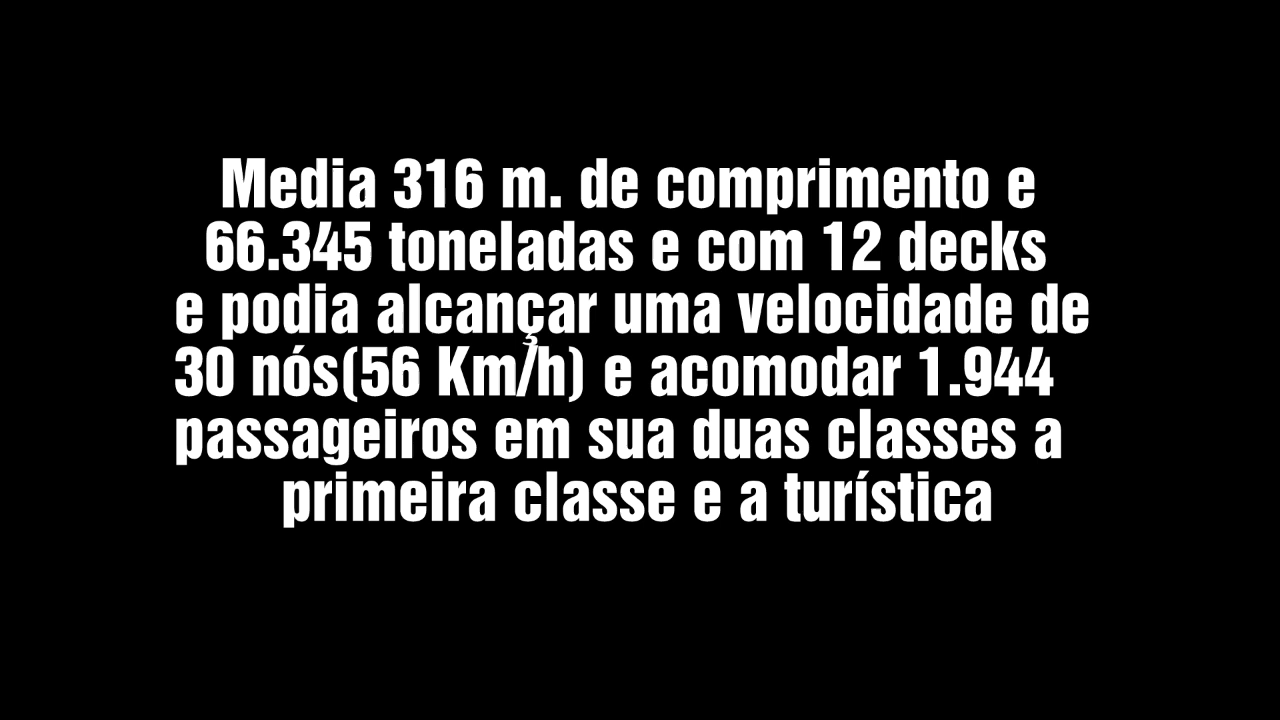 Media 316 m. de comprimento e
66.345 toneladas e com 12 decks
e podia alcançar uma velocidade de
30 nós(56 Km/h) e acomodar 1.944
passageiros em sua duas classes a
primeira classe e a turística